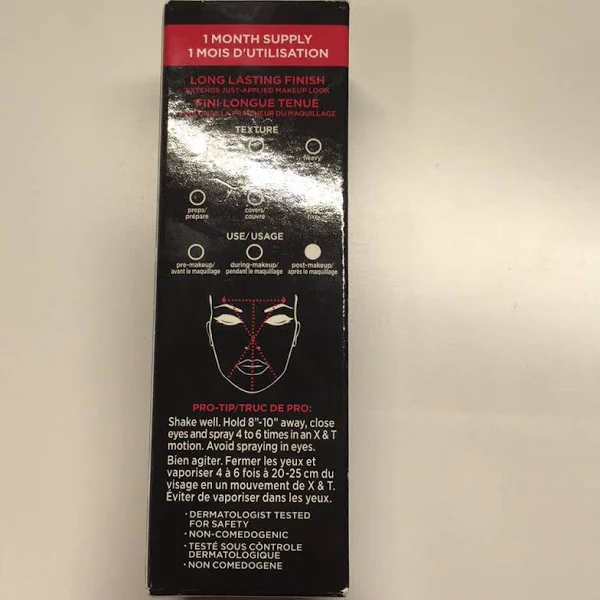 1 MONTH SUPPLY
1 MOIS D'UTILISATION
LONG LASTING FINISH
EXTENDS JUST-APPLIED MAKEUP LOOK
FINI LONGUE TENUE
LA FRAÎCHEUR DU MAQUILLAGE
TEXTURE
heavy/
preps/ covers/
prépare couvre
USE/USAGE
pre-makeup/ during-makeup/ post-makeup/
avant le maquillage pendant le maquillage après le maquillage
PRO-TIP/TRUC DE PRO:
Shake well. Hold 8"-10" away, close
eyes and spray 4 to 6 times in an X & T
motion. Avoid spraying in eyes.
Bien agiter. Fermer les yeux et
vaporiser 4 à 6 fois à 20-25 cm du
visage en un mouvement de X & T.
Éviter de vaporiser dans les yeux.
· DERMATOLOGIST TESTED
FOR SAFETY
· NON-COMEDOGENIC
· TESTÉ SOUS CÔNTROLE
DERMATOLOGIQUE
· NON COMEDOGENE